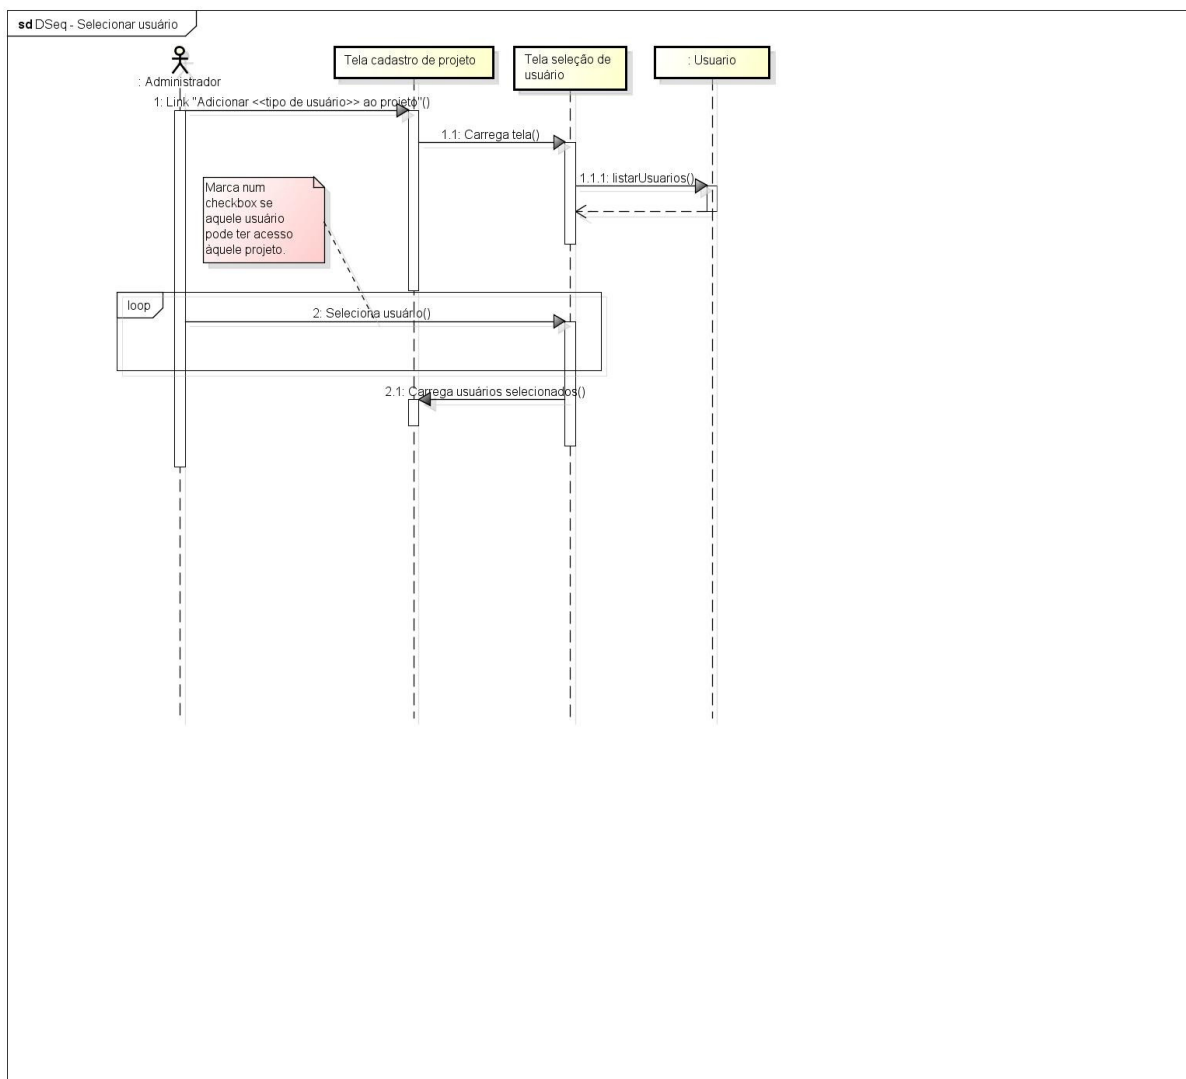 sd DSeq - Selecionar usuário
: Administrador
Tela cadastro de projeto
Tela seleção de
usuário
: Usuario
1: Link "Adicionar <<tipo de usuário>> ao projeto"()
1.1: Carrega tela()
1.1.1: listarUsuarios()
Marca num
checkbox se
aquele usuário
pode ter acesso
àquele projeto.
loop
2: Seleciona usuário()
2.1: Carrega usuários selecionados()